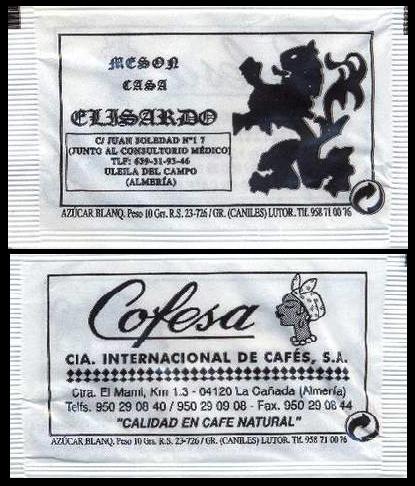 MESON
CASA
ELISARDO
C/ JUAN SOLEDAD Nº1 7
(JUNTO AL CONSULTORIO MÉDICO)
TLF: 639-31-93-46
ULEILA DEL CAMPO
(ALMERÍA)
AZÚCAR BLANQ. Peso 10 Grs. R.S. 23-726 / GR. (CANILES) LUTOR. Tlf. 958 71 00 76
Cofesa
CIA. INTERNACIONAL DE CAFÉS, S.A.
Ctra. El Mami, Km 1.3 - 04120 La Cañada (Almería)
Telfs. 950 29 08 40 / 950 29 09 08 - Fax. 950 29 08 44
"CALIDAD EN CAFE NATURAL"
AZÚCAR BLANQ. Peso 10 Grs. R.S. 23-726 / GR. (CANILES) LUTOR. Tlf. 958 71 00 76